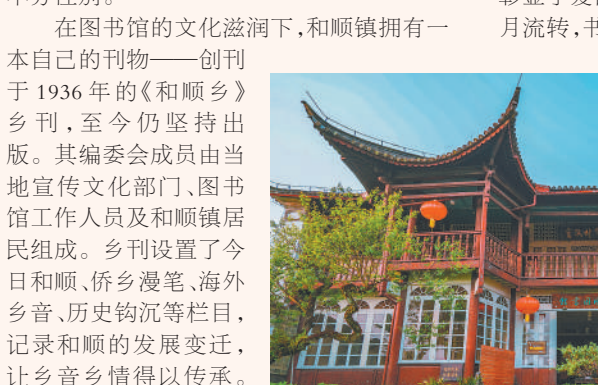 在图书馆的文化滋润下,和顺镇拥有一
本自己的刊物——创刊
于 1936 年的《和顺乡》
乡刊,至今仍坚持出
版。其编委会成员由当
地宣传文化部门、图书
馆工作人员及和顺镇居
民组成。乡刊设置了今
日和顺、侨乡漫笔、海外
乡音、历史钩沉等栏目,
记录和顺的发展变迁,
让乡音乡情得以传承。
月流转,书